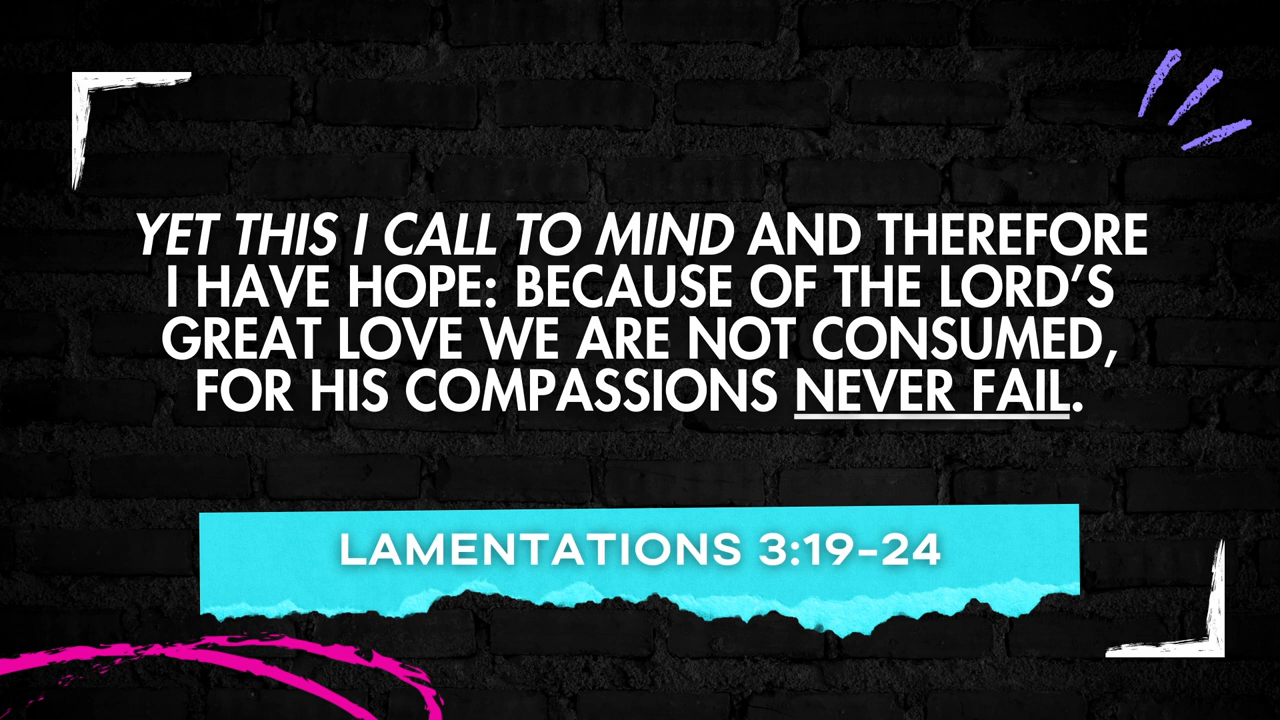 YET THIS I CALL TO MIND AND THEREFORE
I HAVE HOPE: BECAUSE OF THE LORD’S
GREAT LOVE WE ARE NOT CONSUMED,
FOR HIS COMPASSIONS NEVER FAIL.
LAMENTATIONS 3:19-24